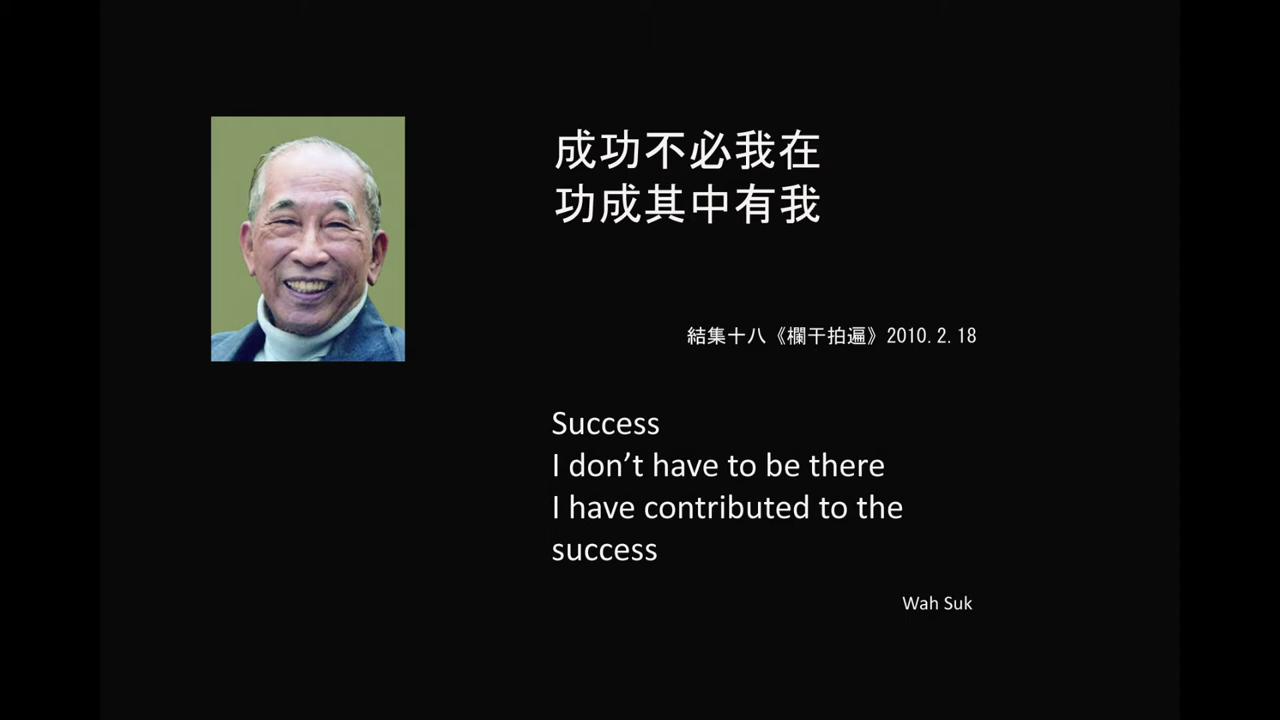 成功不必我在
功成其中有我
結集十八《欄干拍遍》2010.2.18
Success
I don’t have to be there
I have contributed to the
success
Wah Suk